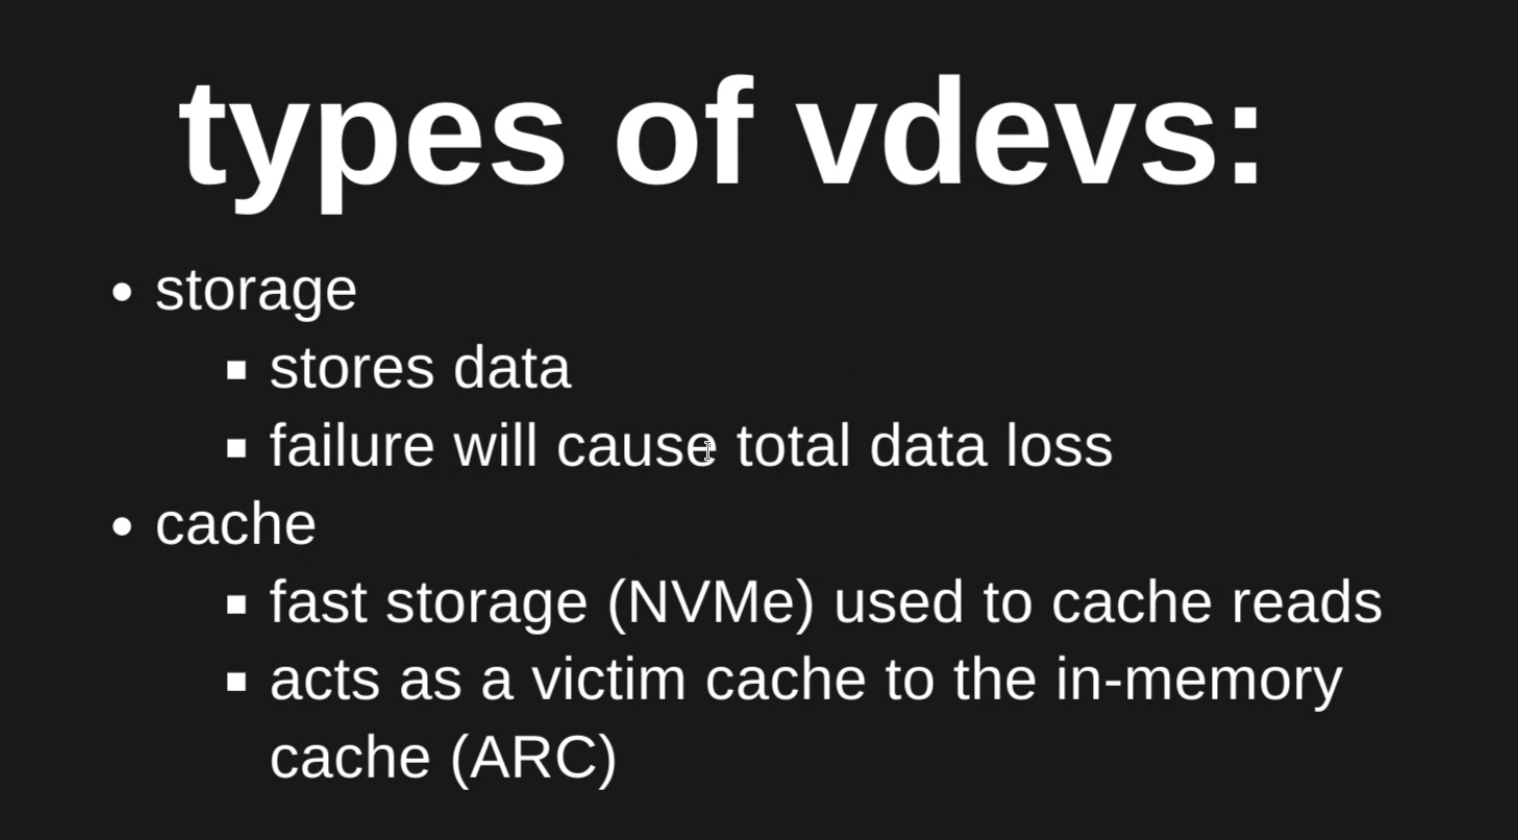 types of vdevs:
• storage
▪ stores data
▪ failure will cause total data loss
• cache
▪ fast storage (NVMe) used to cache reads
▪ acts as a victim cache to the in-memory
cache (ARC)